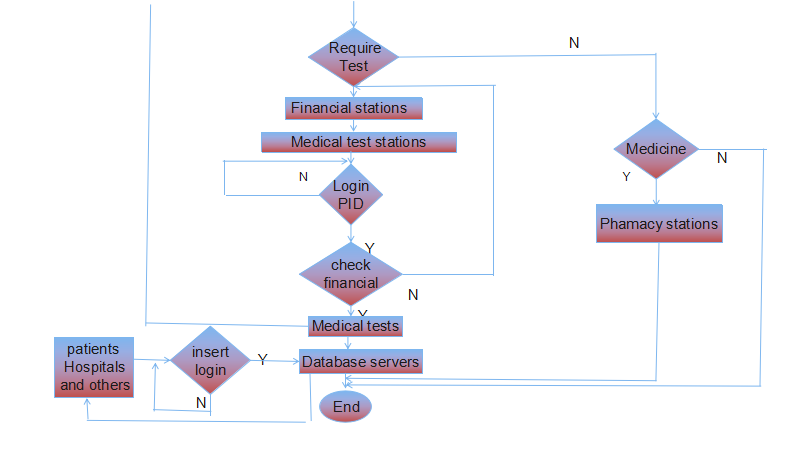 Require
Test
N
Financial stations
Medical test stations
Medicine
N
N
Y
Login
PID
Phamacy stations
Y
check
financial
N
Y
Medical tests
patients
Hospitals
and others
insert
login
Y
Database servers
N
End